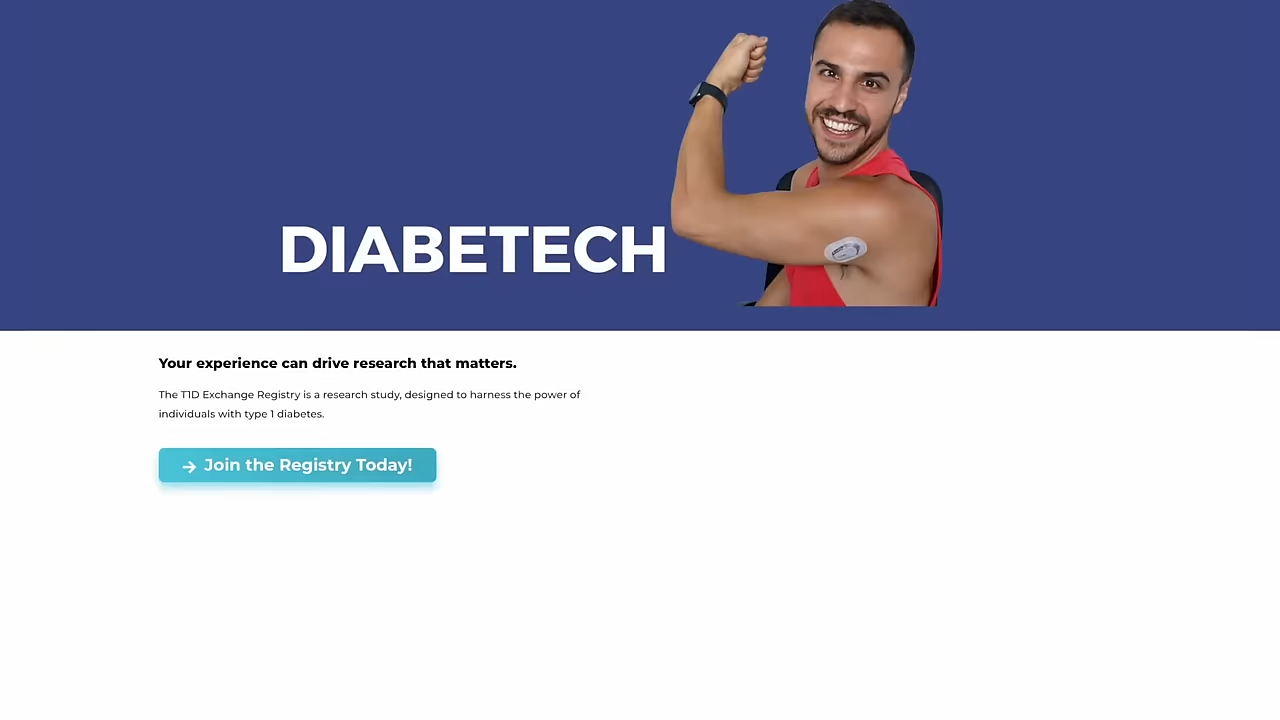 DIABETECH
Your experience can drive research that matters.
The T1D Exchange Registry is a research study, designed to harness the power of
individuals with type 1 diabetes.
→ Join the Registry Today!